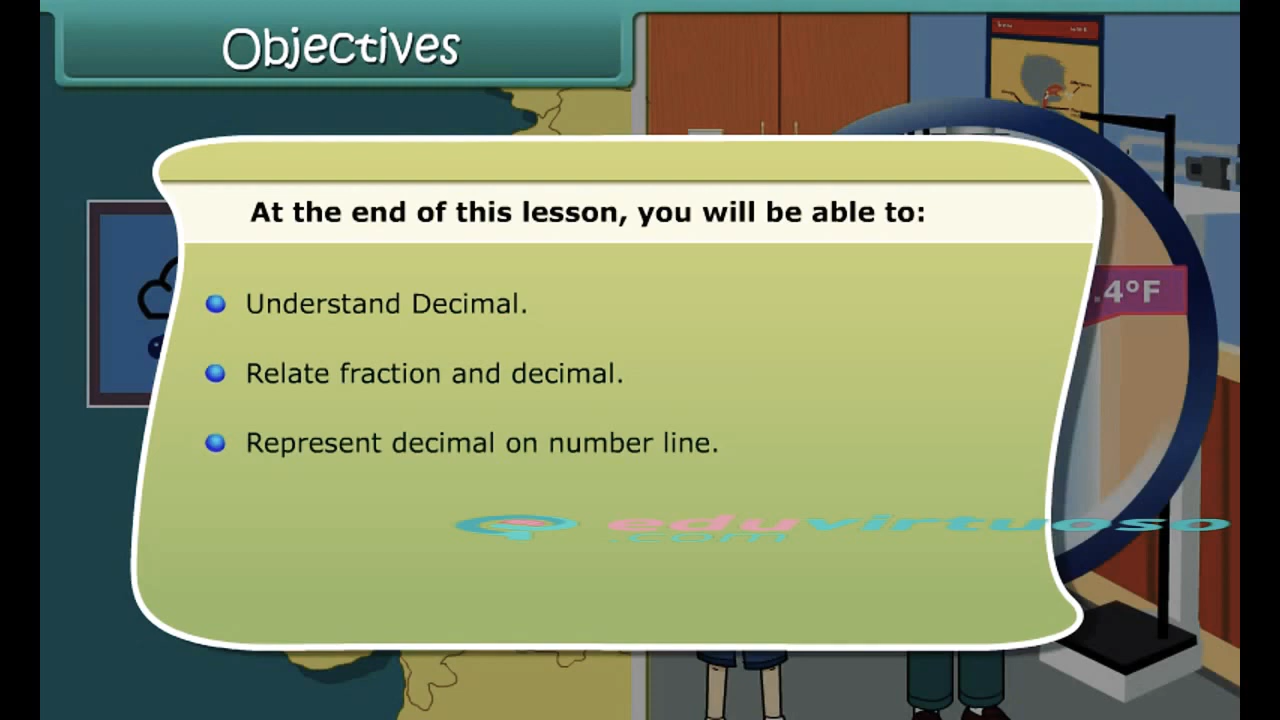 Objectives
At the end of this lesson, you will be able to:
Understand Decimal.
Relate fraction and decimal.
Represent decimal on number line.
.4°F
eduvirtuoso
.com